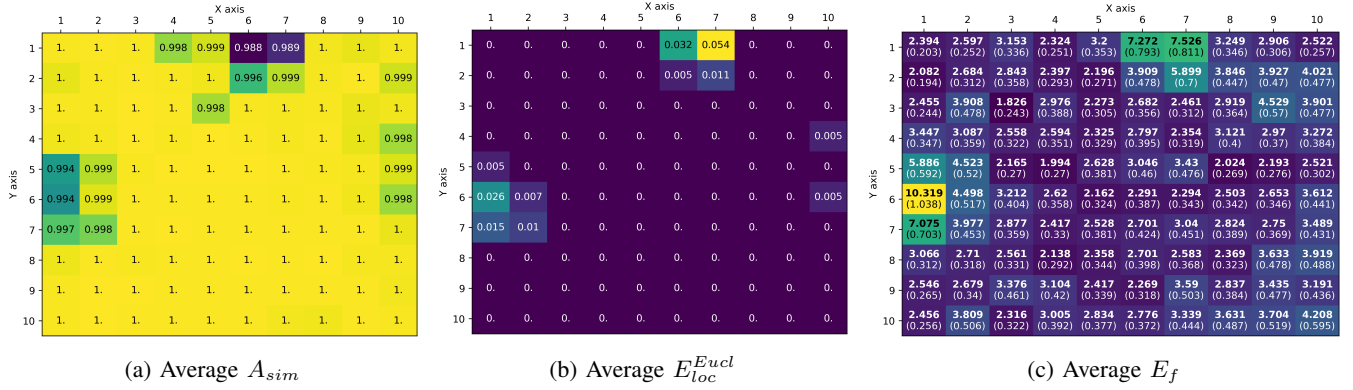 X axis
1 2 3 4 5 6 7 8 9 10
Y axis
1 1. 1. 1. 0.998 0.999 0.988 0.989 1. 1. 1.
2 1. 1. 1. 1. 1. 0.996 0.999 1. 1. 0.999
3 1. 1. 1. 1. 0.998 1. 1. 1. 1. 1.
4 1. 1. 1. 1. 1. 1. 1. 1. 1. 0.998
5 0.994 0.999 1. 1. 1. 1. 1. 1. 1. 0.999
6 0.994 0.999 1. 1. 1. 1. 1. 1. 1. 0.998
7 0.997 0.998 1. 1. 1. 1. 1. 1. 1. 1.
8 1. 1. 1. 1. 1. 1. 1. 1. 1. 1.
9 1. 1. 1. 1. 1. 1. 1. 1. 1. 1.
10 1. 1. 1. 1. 1. 1. 1. 1. 1. 1.
(a) Average A_sim
X axis
1 2 3 4 5 6 7 8 9 10
Y axis
1 0. 0. 0. 0. 0. 0.032 0.054 0. 0. 0.
2 0. 0. 0. 0. 0. 0.005 0.011 0. 0. 0.
3 0. 0. 0. 0. 0. 0. 0. 0. 0. 0.
4 0. 0. 0. 0. 0. 0. 0. 0. 0. 0.005
5 0.005 0. 0. 0. 0. 0. 0. 0. 0. 0.
6 0.026 0.007 0. 0. 0. 0. 0. 0. 0. 0.005
7 0.015 0.01 0. 0. 0. 0. 0. 0. 0. 0.
8 0. 0. 0. 0. 0. 0. 0. 0. 0. 0.
9 0. 0. 0. 0. 0. 0. 0. 0. 0. 0.
10 0. 0. 0. 0. 0. 0. 0. 0. 0. 0.
(b) Average E_loc^Eucl
X axis
1 2 3 4 5 6 7 8 9 10
Y axis
1 2.394 2.597 3.153 2.324 3.2 7.272 7.526 3.249 2.906 2.522
(0.203) (0.252) (0.336) (0.251) (0.353) (0.793) (0.811) (0.346) (0.306) (0.257)
2 2.082 2.684 2.843 2.397 2.196 3.909 5.899 3.846 3.927 4.021
(0.194) (0.312) (0.358) (0.293) (0.271) (0.478) (0.7) (0.447) (0.47) (0.477)
3 2.455 3.908 1.826 2.976 2.273 2.682 2.461 2.919 4.529 3.901
(0.244) (0.478) (0.243) (0.388) (0.305) (0.356) (0.312) (0.364) (0.57) (0.477)
4 3.447 3.087 2.558 2.594 2.325 2.797 2.354 3.121 2.97 3.272
(0.347) (0.359) (0.322) (0.351) (0.329) (0.395) (0.319) (0.4) (0.37) (0.384)
5 5.886 4.523 2.165 1.994 2.628 3.046 3.43 2.024 2.193 2.521
(0.592) (0.52) (0.27) (0.27) (0.381) (0.46) (0.476) (0.269) (0.276) (0.302)
6 10.319 4.498 3.212 2.62 2.162 2.291 2.294 2.503 2.653 3.612
(1.038) (0.517) (0.404) (0.358) (0.324) (0.387) (0.343) (0.342) (0.346) (0.441)
7 7.075 3.977 2.877 2.417 2.528 2.701 3.04 2.824 2.75 3.489
(0.703) (0.453) (0.359) (0.33) (0.381) (0.424) (0.451) (0.389) (0.369) (0.431)
8 3.066 2.71 2.561 2.138 2.358 2.701 2.583 2.369 3.633 3.919
(0.312) (0.318) (0.331) (0.292) (0.344) (0.398) (0.368) (0.323) (0.478) (0.488)
9 2.546 2.679 3.376 3.104 2.417 2.269 3.59 2.837 3.435 3.191
(0.265) (0.34) (0.461) (0.42) (0.339) (0.318) (0.503) (0.384) (0.477) (0.436)
10 2.456 3.809 2.316 3.005 2.834 2.776 3.339 3.631 3.704 4.208
(0.256) (0.506) (0.322) (0.392) (0.377) (0.372) (0.444) (0.487) (0.519) (0.595)
(c) Average E_f